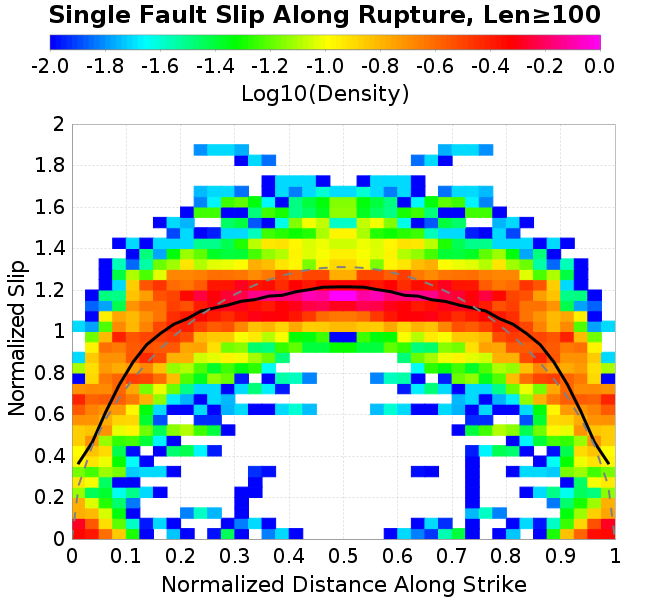 Single Fault Slip Along Rupture, Len≥100
-2.0 -1.8 -1.6 -1.4 -1.2 -1.0 -0.8 -0.6 -0.4 -0.2 0.0
Log10(Density)
2
1.8
1.6
1.4
1.2
1
0.8
0.6
0.4
0.2
0
Normalized Slip
0 0.1 0.2 0.3 0.4 0.5 0.6 0.7 0.8 0.9 1
Normalized Distance Along Strike